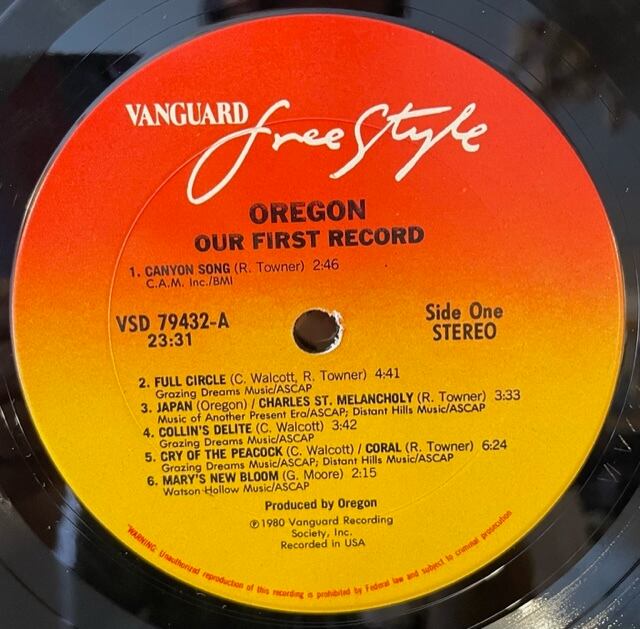 VANGUARD freeStyle
OREGON
OUR FIRST RECORD
1. CANYON SONG (R. Towner) 2:46
C.A.M. Inc./BMI
VSD 79432-A
23:31
Side One
STEREO
2. FULL CIRCLE (C. Walcott, R. Towner) 4:41
Grazing Dreams Music/ASCAP
3. JAPAN (Oregon) / CHARLES ST. MELANCHOLY (R. Towner) 3:33
Music of Another Present Era/ASCAP; Distant Hills Music/ASCAP
4. COLLIN'S DELITE (C. Walcott) 3:42
Grazing Dreams Music/ASCAP
5. CRY OF THE PEACOCK (C. Walcott) / CORAL (R. Towner) 6:24
Grazing Dreams Music/ASCAP; Distant Hills Music/ASCAP
6. MARY'S NEW BLOOM (G. Moore) 2:15
Watson Hollow Music/ASCAP
Produced by Oregon
℗ 1980 Vanguard Recording
Society, Inc.
Recorded in USA
"WARNING: Unauthorized reproduction of this recording is prohibited by Federal law and subject to criminal prosecution